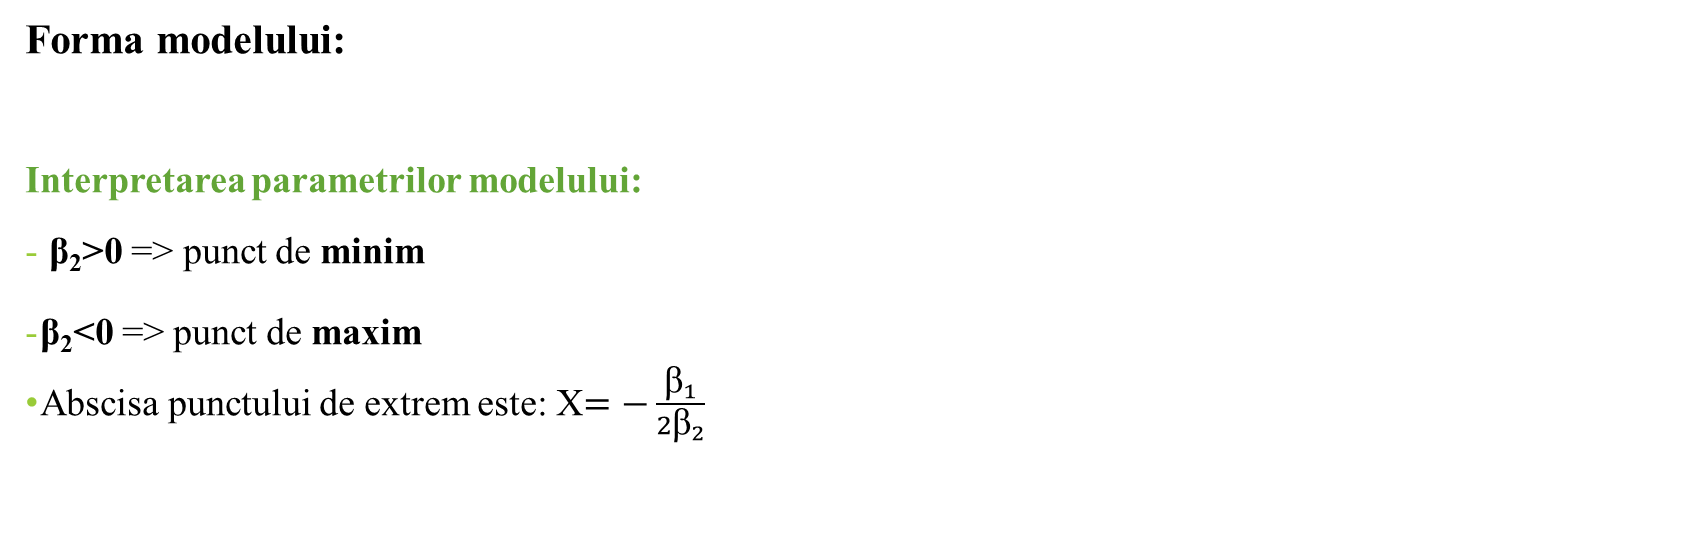 Forma modelului:
Interpretarea parametrilor modelului:
- β₂>0 => punct de minim
-β₂<0 => punct de maxim
•Abscisa punctului de extrem este: X= − β₁/2β₂